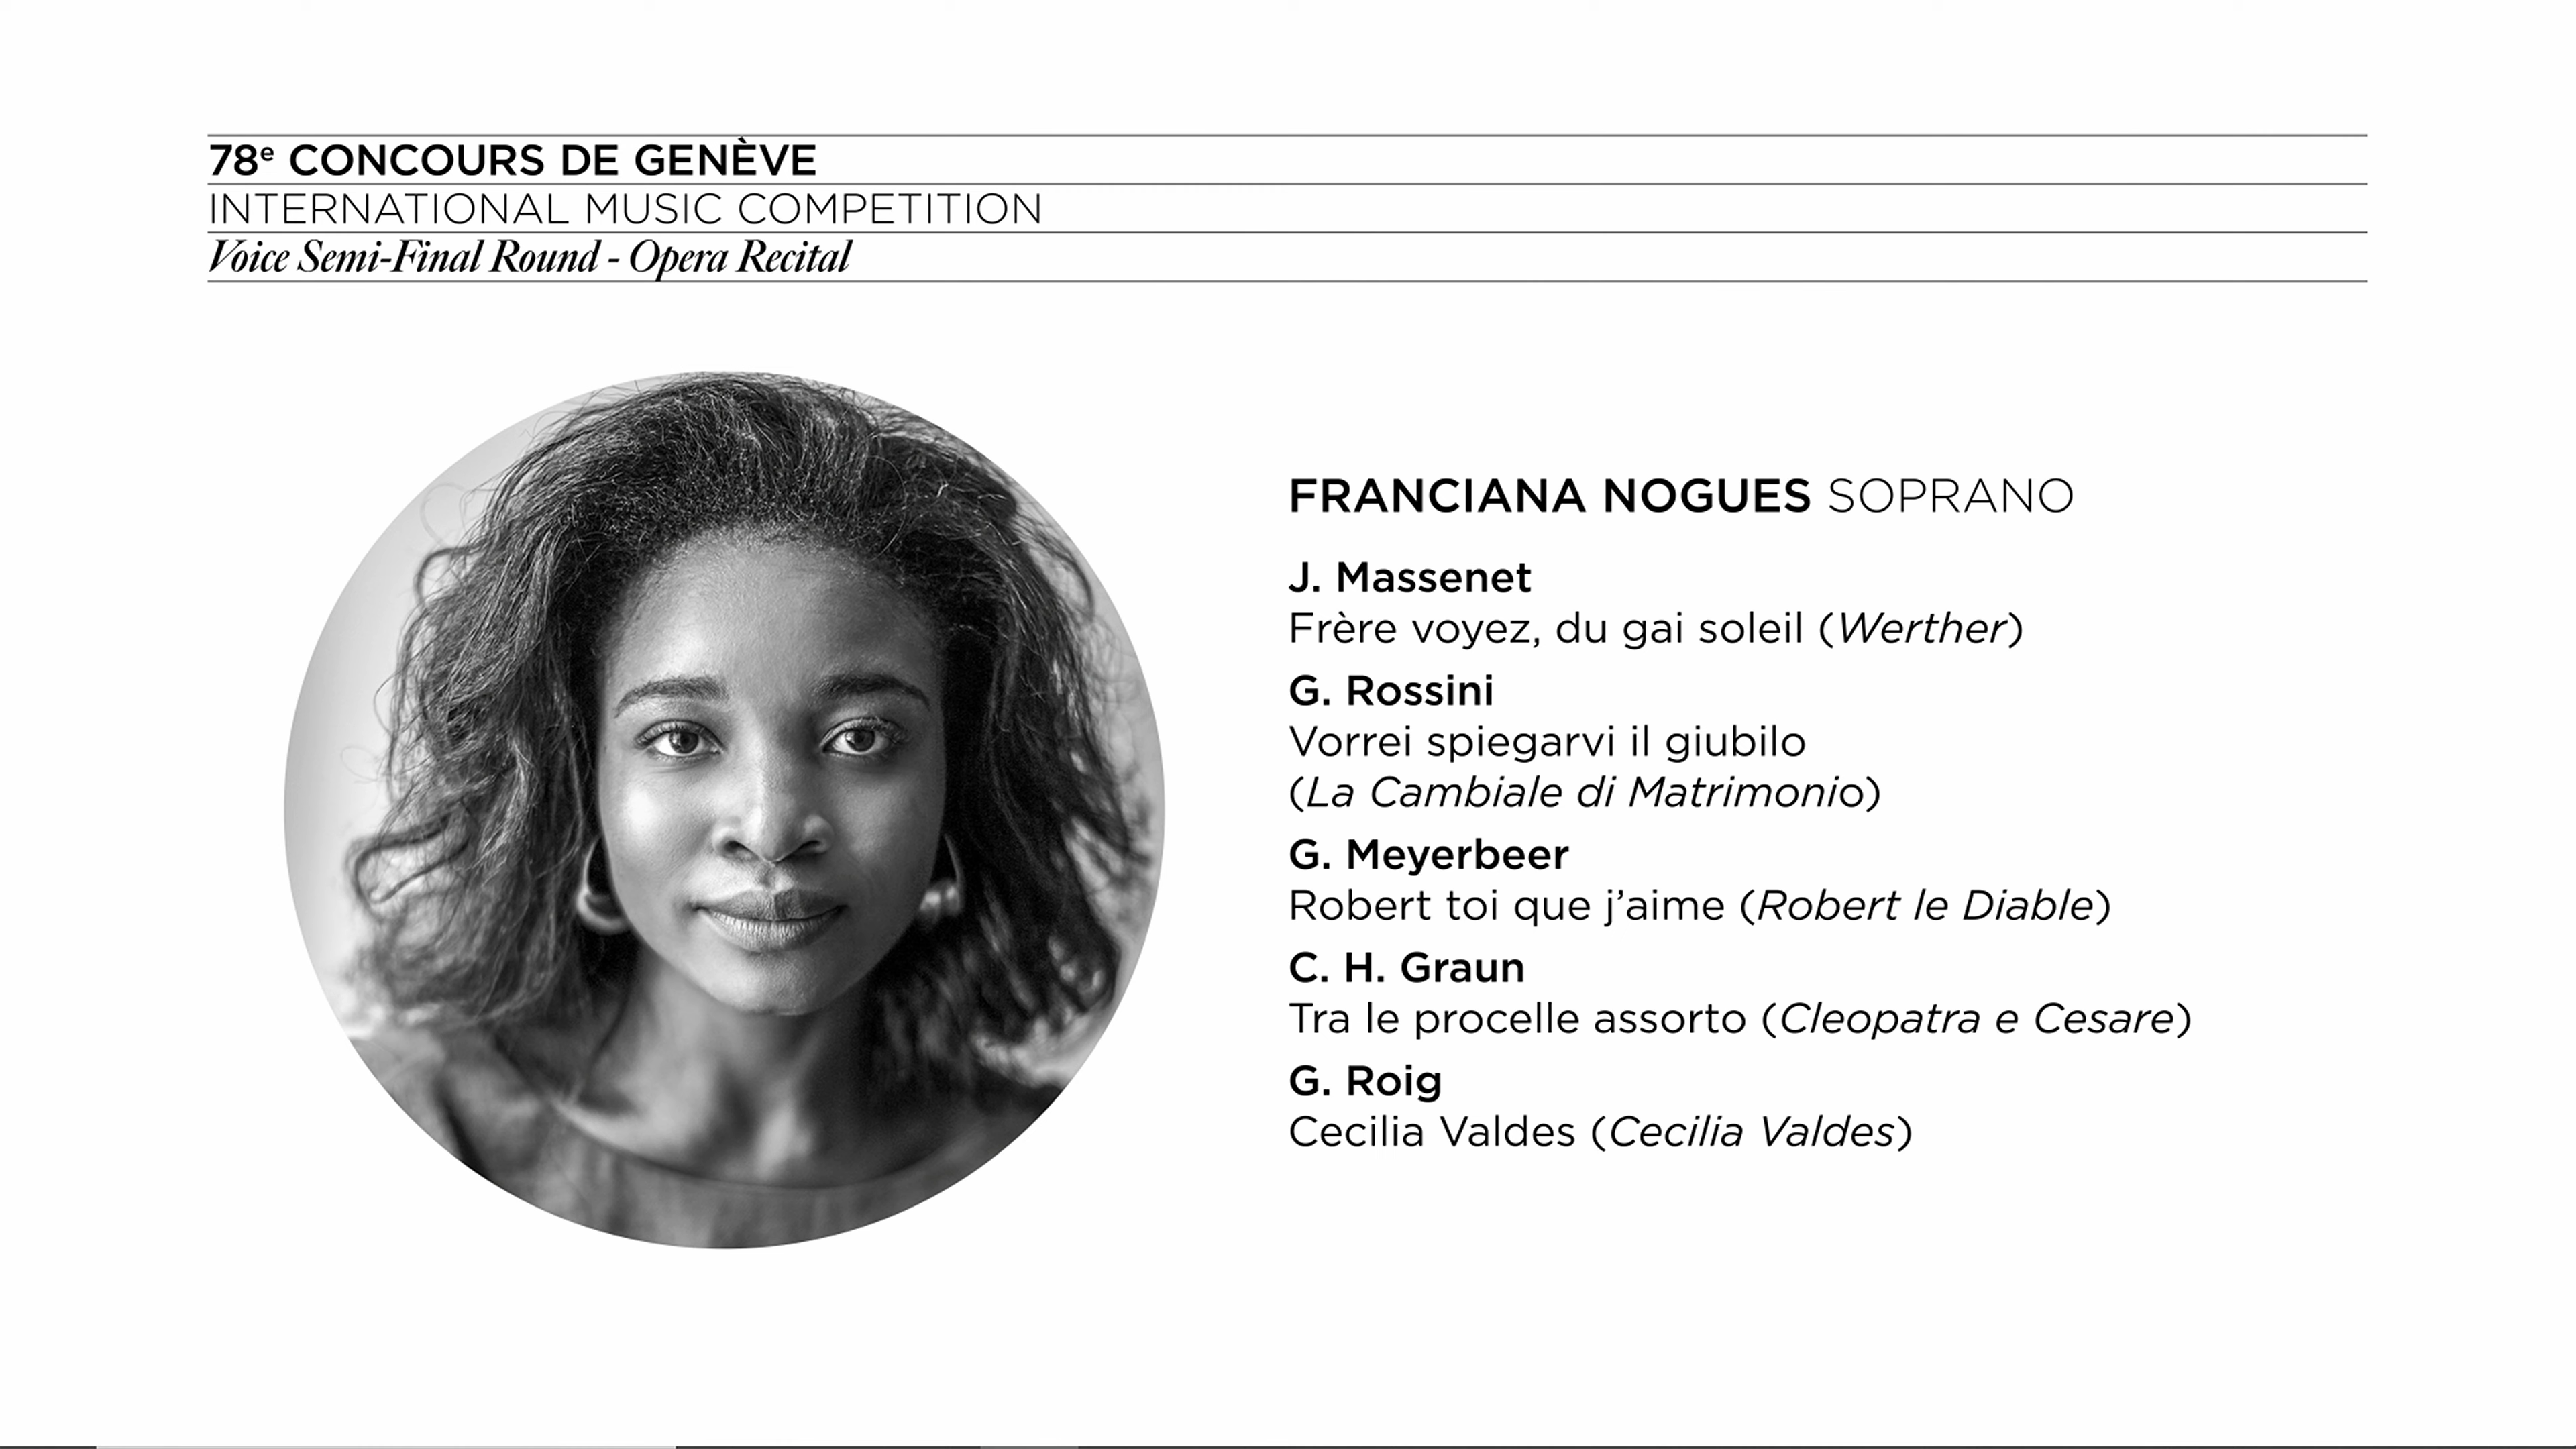 78e CONCOURS DE GENÈVE
INTERNATIONAL MUSIC COMPETITION
Voice Semi-Final Round - Opera Recital
FRANCIANA NOGUES SOPRANO
J. Massenet
Frère voyez, du gai soleil (Werther)
G. Rossini
Vorrei spiegarvi il giubilo
(La Cambiale di Matrimonio)
G. Meyerbeer
Robert toi que j’aime (Robert le Diable)
C. H. Graun
Tra le procelle assorto (Cleopatra e Cesare)
G. Roig
Cecilia Valdes (Cecilia Valdes)